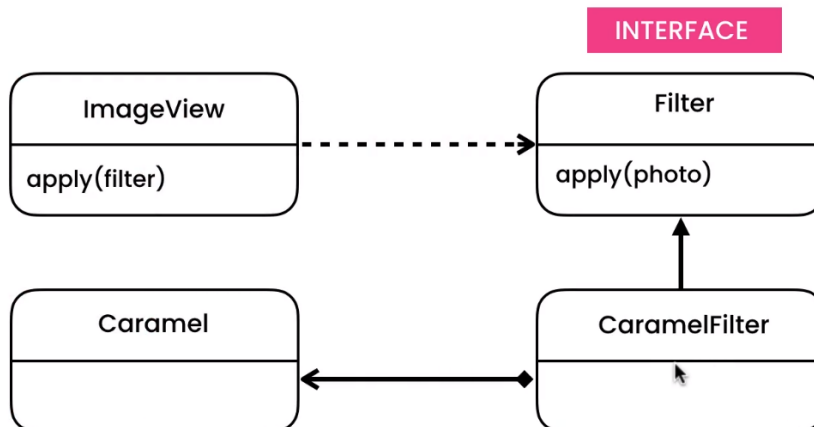 INTERFACE
ImageView
Filter
apply(filter)
apply(photo)
Caramel
CaramelFilter